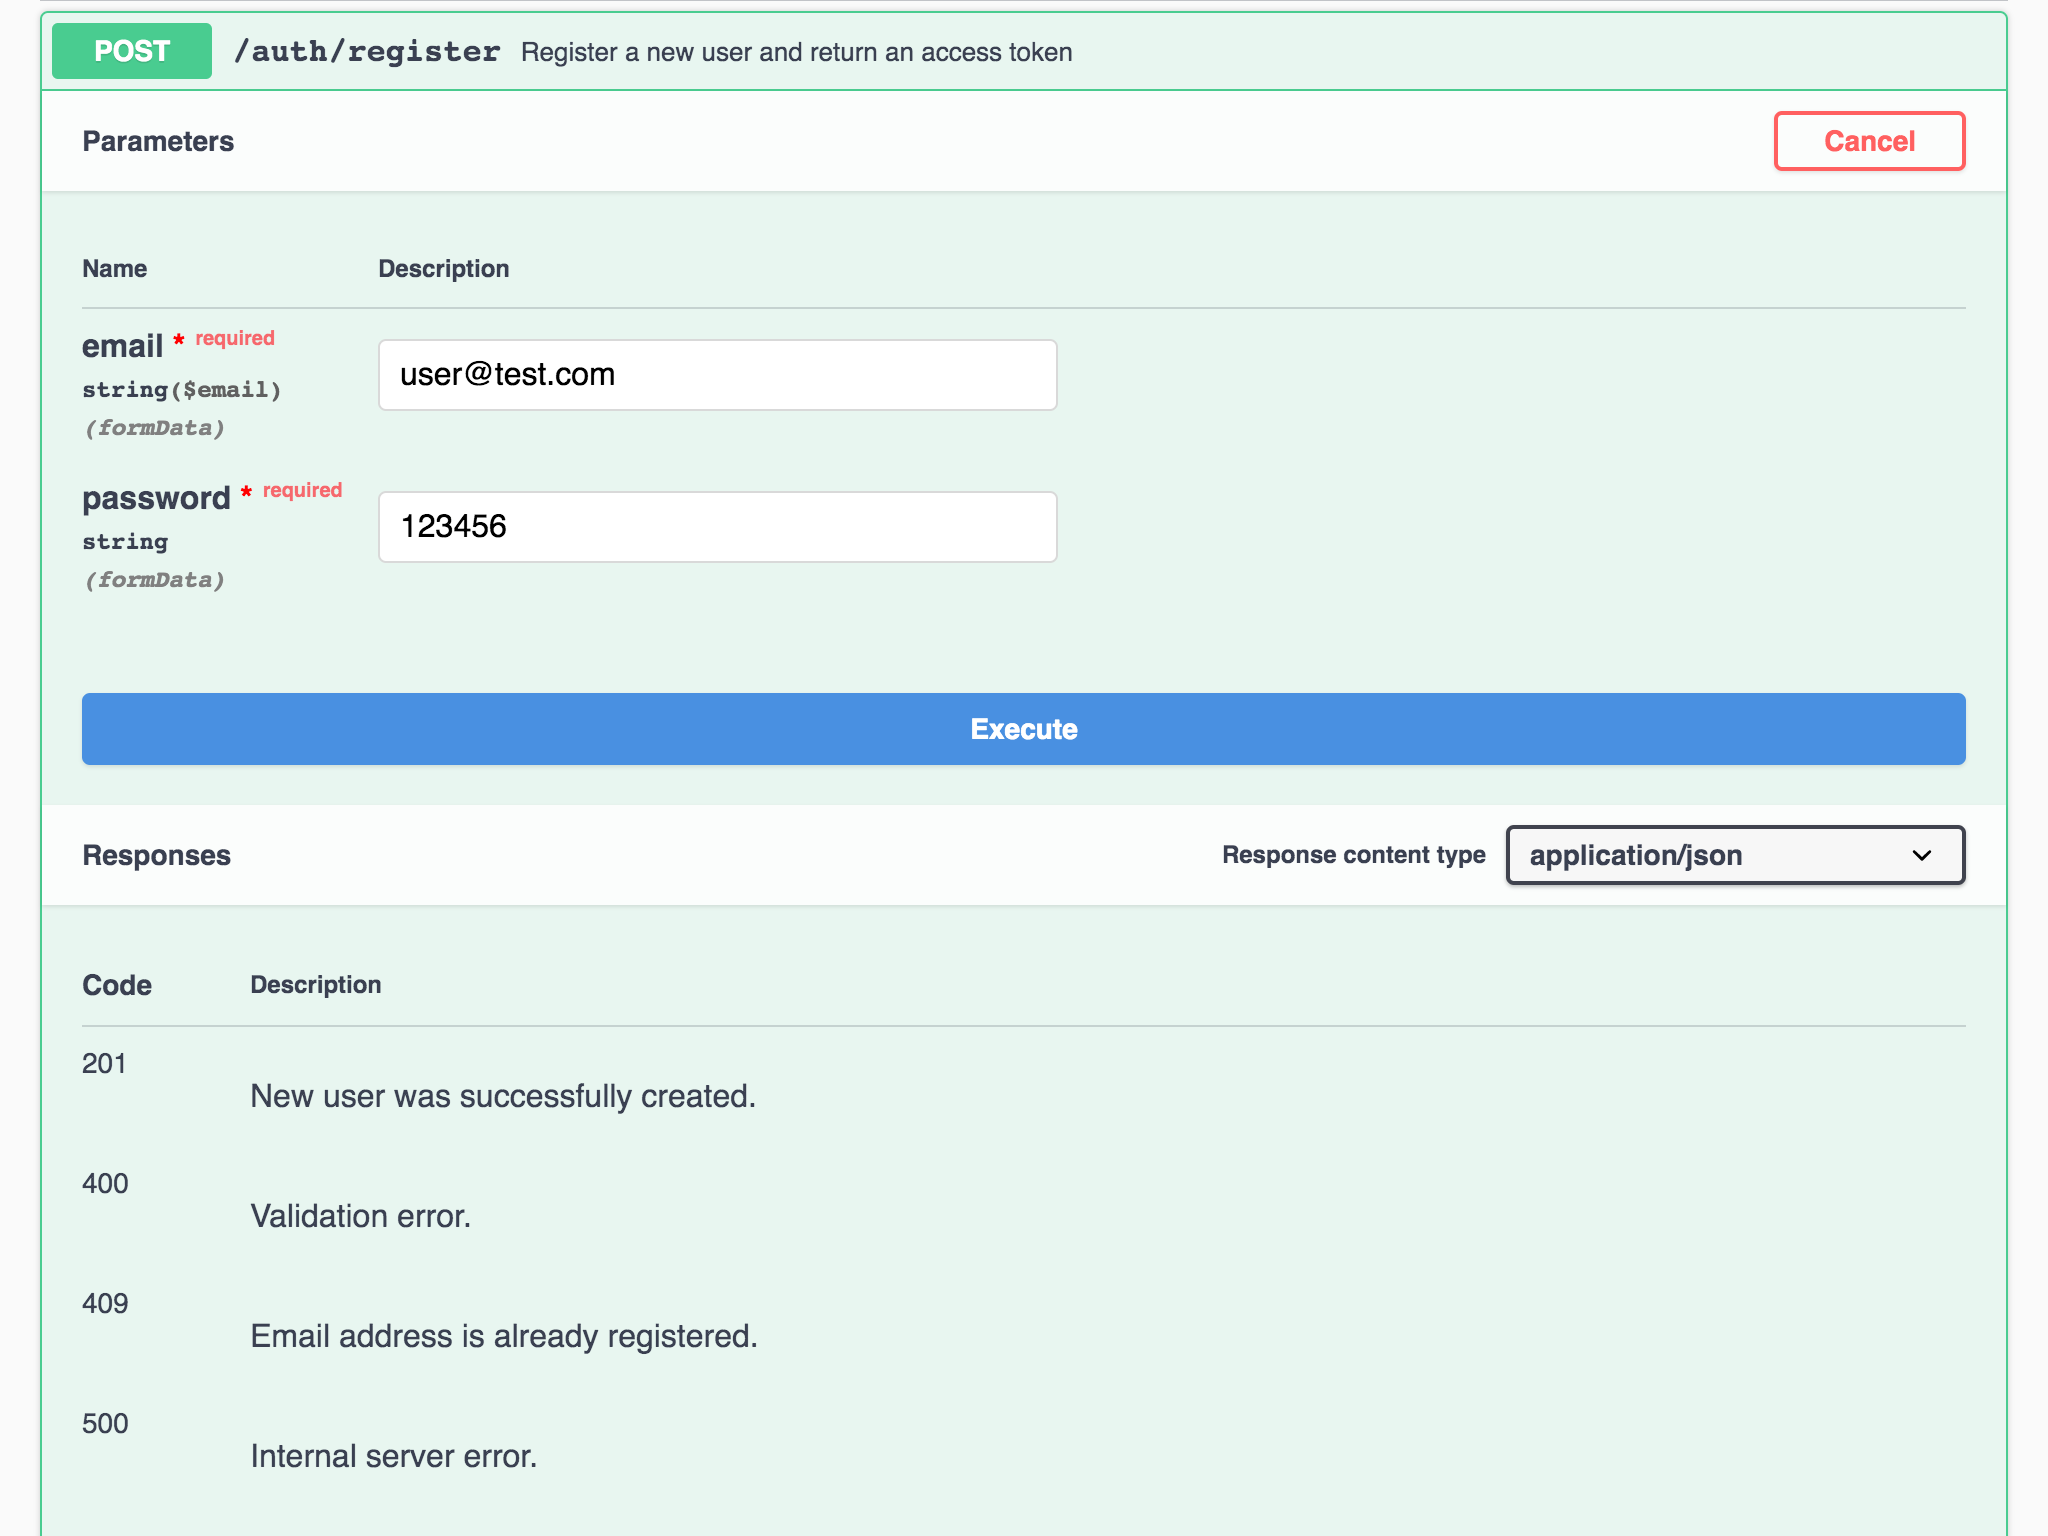 POST /auth/register Register a new user and return an access token
Parameters
Cancel
Name Description
email * required
string($email)
(formData)
user@test.com
password * required
string
(formData)
123456
Execute
Responses
Response content type
application/json
Code Description
201
New user was successfully created.
400
Validation error.
409
Email address is already registered.
500
Internal server error.